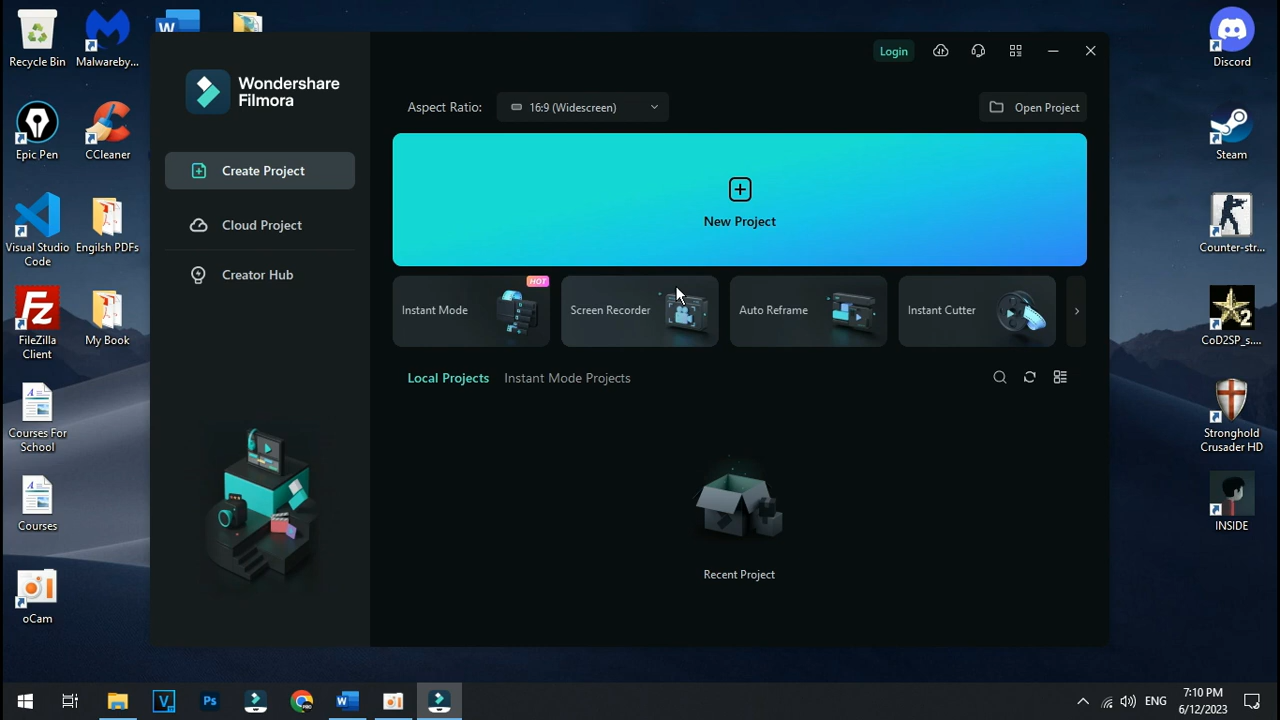 Recycle Bin
Malwareby...
Epic Pen
CCleaner
Visual Studio
Code
Engilsh PDFs
FileZilla
Client
My Book
Courses For
School
Courses
oCam
Wondershare
Filmora
Create Project
Cloud Project
Creator Hub
Login
Aspect Ratio:
16:9 (Widescreen)
Open Project
New Project
Instant Mode
HOT
Screen Recorder
Auto Reframe
Instant Cutter
Local Projects
Instant Mode Projects
Recent Project
Discord
Steam
Counter-str...
2
CoD2SP_s....
Stronghold
Crusader HD
INSIDE
V
Ps
W
ENG
7:10 PM
6/12/2023